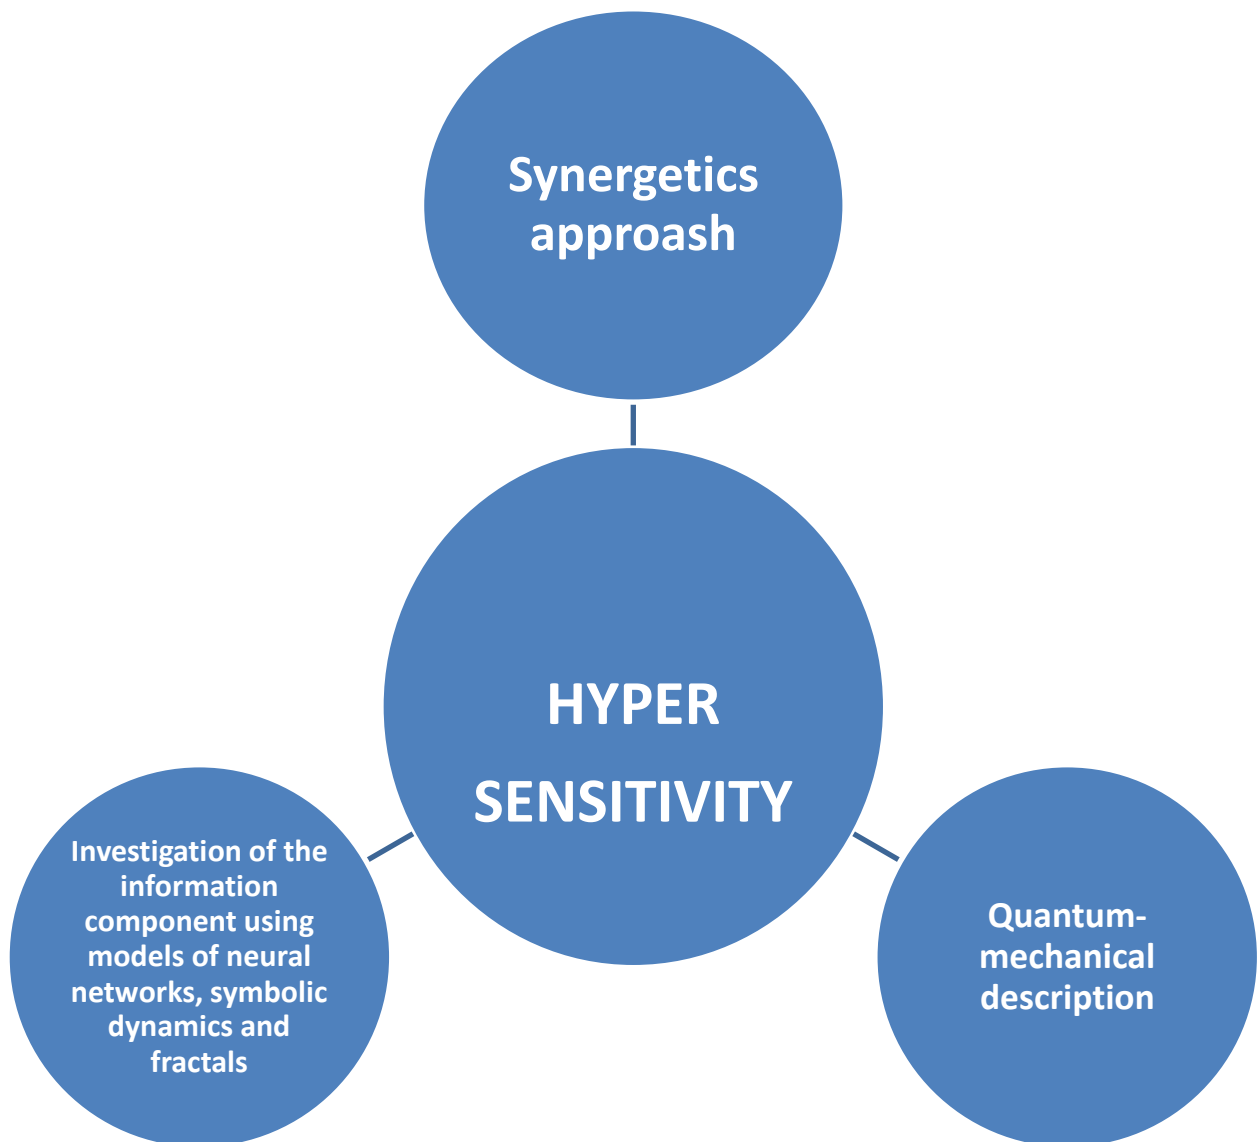 Synergetics
approash
HYPER
SENSITIVITY
Investigation of the
information
component using
models of neural
networks, symbolic
dynamics and
fractals
Quantum-
mechanical
description